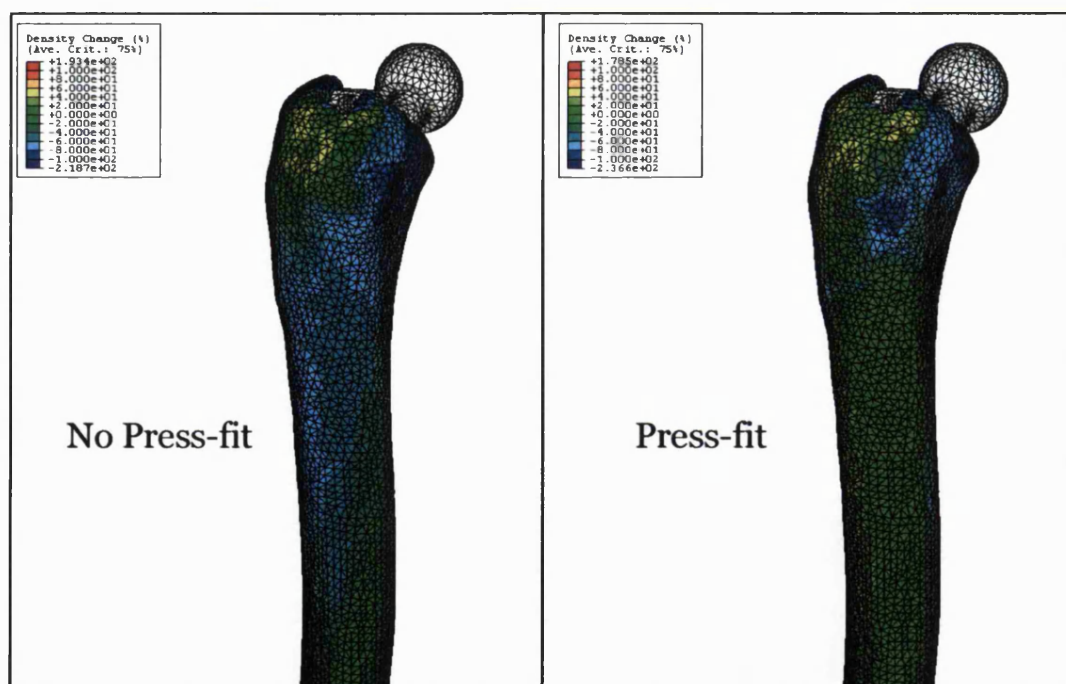 Density Change (%)
(Ave. Crit.: 75%)
+1.934e+02
+1.000e+02
+8.000e+01
+6.000e+01
+4.000e+01
+2.000e+01
+0.000e+00
-2.000e+01
-4.000e+01
-6.000e+01
-8.000e+01
-1.000e+02
-2.187e+02
No Press-fit
Density Change (%)
(Ave. Crit.: 75%)
+1.785e+02
+1.000e+02
+8.000e+01
+6.000e+01
+4.000e+01
+2.000e+01
+0.000e+00
-2.000e+01
-4.000e+01
-6.000e+01
-8.000e+01
-1.000e+02
-2.366e+02
Press-fit